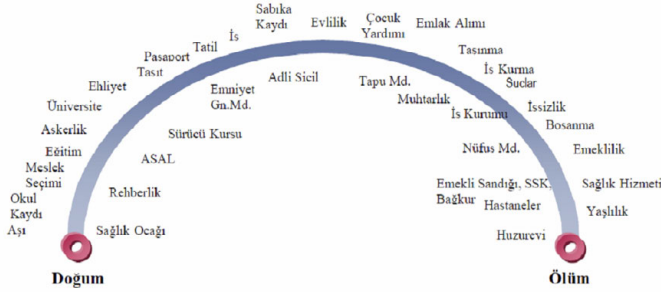 Sabıka
Kaydı
Evlilik
Çocuk
Yardımı
Emlak Alımı
İş
Tatil
Pasaport
Taşıt
Ehliyet
Üniversite
Askerlik
Eğitim
Meslek
Seçimi
Okul
Kaydı
Aşı
Taşınma
İş Kurma
Suçlar
İssizlik
Bosanma
Emeklilik
Sağlık Hizmeti
Yaşlılık
Adli Sicil
Emniyet
Gn.Md.
Sürücü Kursu
ASAL
Rehberlik
Sağlık Ocağı
Tapu Md.
Muhtarlık
İs Kurumu
Nüfus Md.
Emekli Sandığı, SSK,
Bağkur
Hastaneler
Huzurevi
Doğum
Ölüm